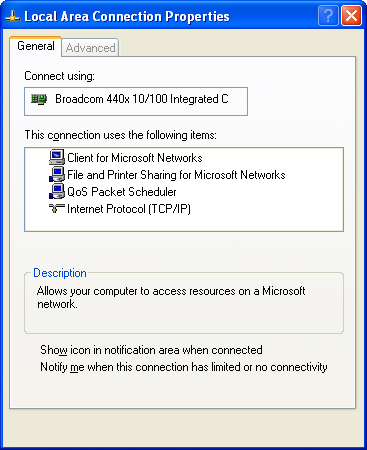 Local Area Connection Properties
General
Advanced
Connect using:
Broadcom 440x 10/100 Integrated C
This connection uses the following items:
Client for Microsoft Networks
File and Printer Sharing for Microsoft Networks
QoS Packet Scheduler
Internet Protocol (TCP/IP)
Description
Allows your computer to access resources on a Microsoft
network.
Show icon in notification area when connected
Notify me when this connection has limited or no connectivity